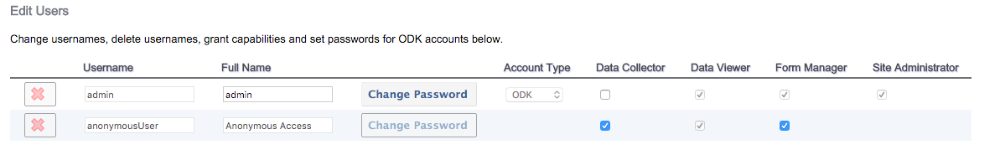 Edit Users
Change usernames, delete usernames, grant capabilities and set passwords for ODK accounts below.
Username Full Name Account Type Data Collector Data Viewer Form Manager Site Administrator
admin admin Change Password ODK
anonymousUser Anonymous Access Change Password